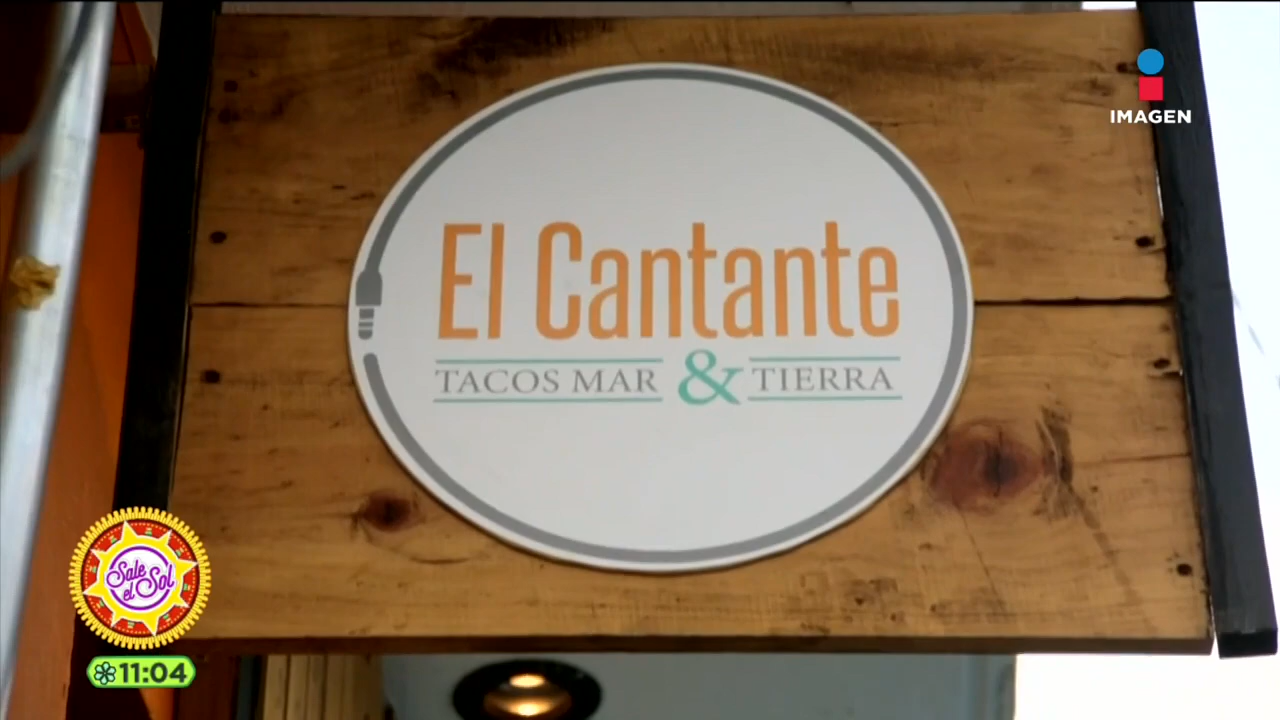 IMAGEN
El Cantante
TACOS MAR & TIERRA
Sale
el Sol
11:04